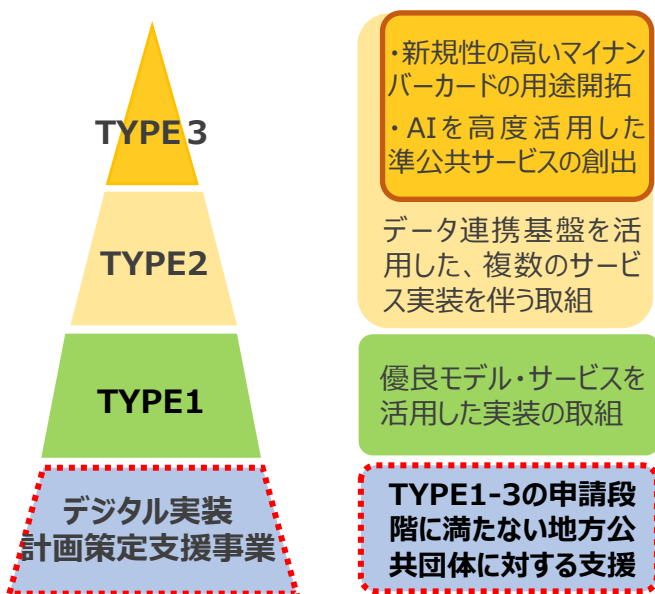 TYPE３
TYPE2
TYPE1
デジタル実装
計画策定支援事業
・新規性の高いマイナン
バーカードの用途開拓
・AIを高度活用した
準公共サービスの創出
データ連携基盤を活
用した、複数のサービ
ス実装を伴う取組
優良モデル・サービスを
活用した実装の取組
TYPE1-3の申請段
階に満たない地方公
共団体に対する支援